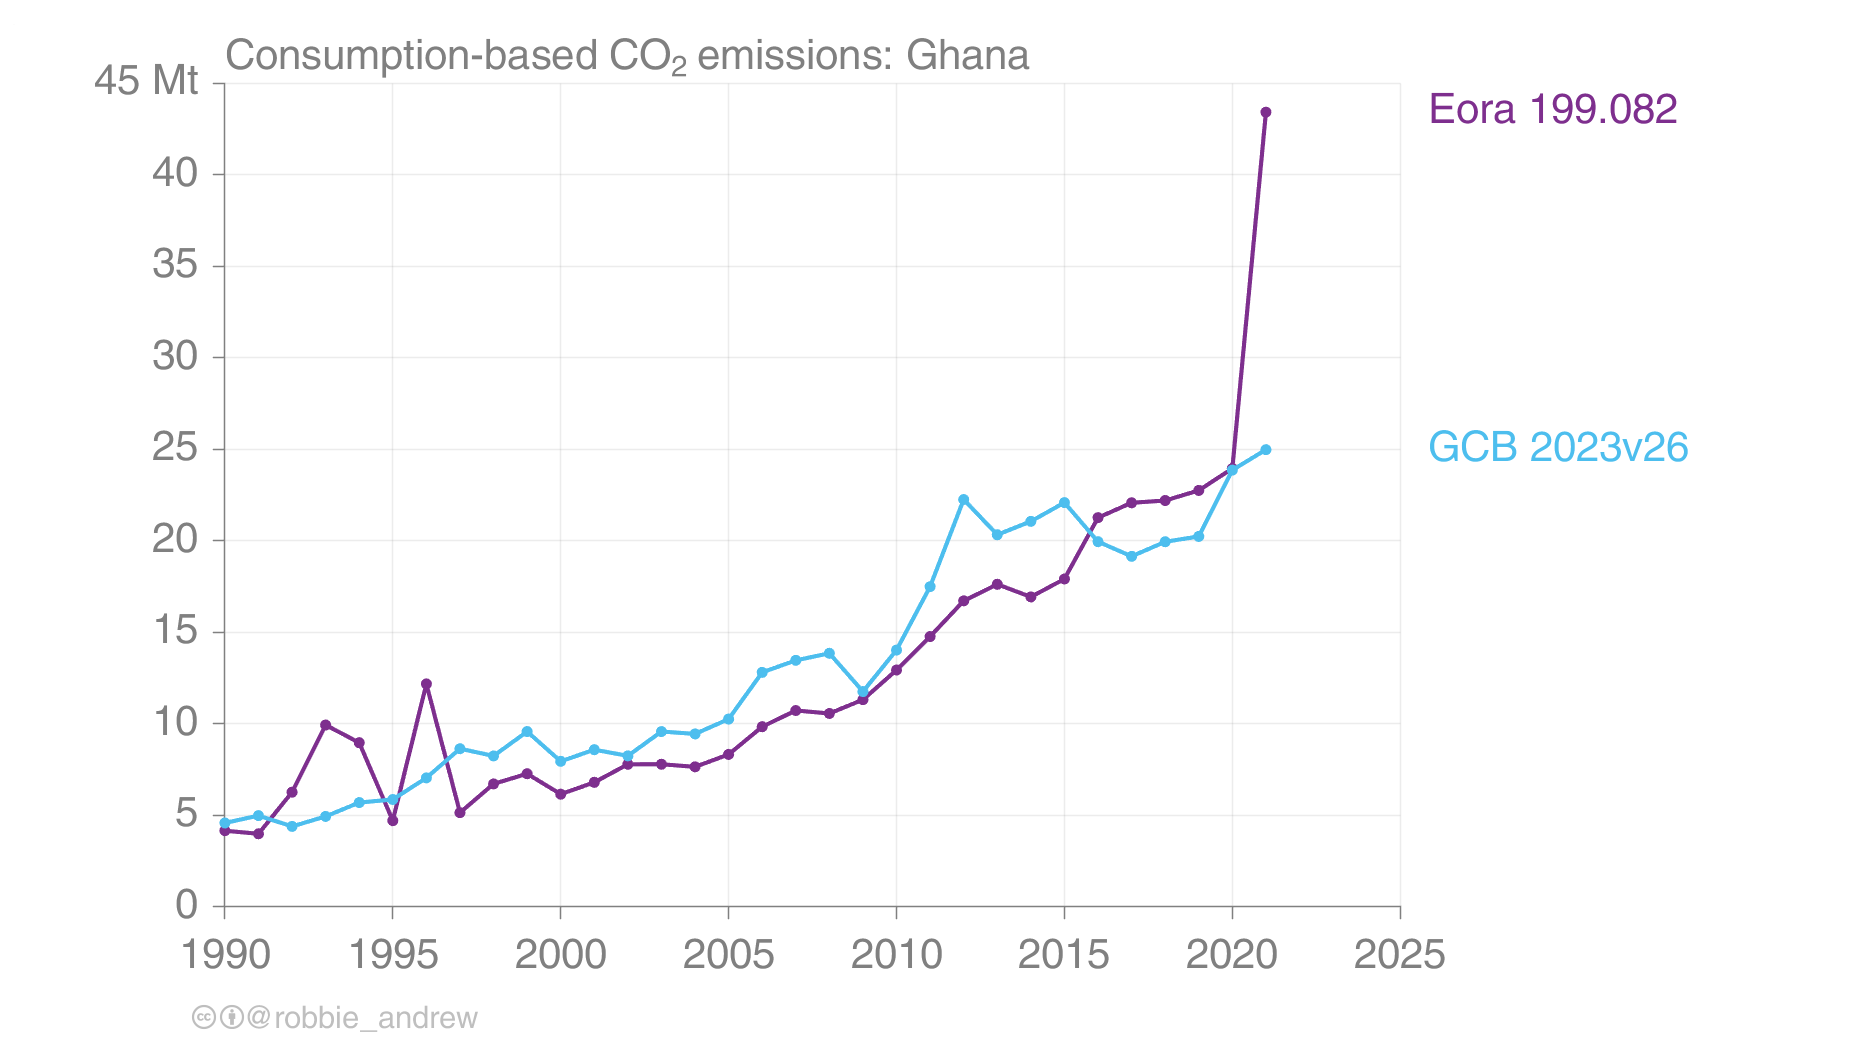 Consumption-based CO₂ emissions: Ghana
45 Mt
40
35
30
25
20
15
10
5
0
1990 1995 2000 2005 2010 2015 2020 2025
Eora 199.082
GCB 2023v26
@robbie_andrew